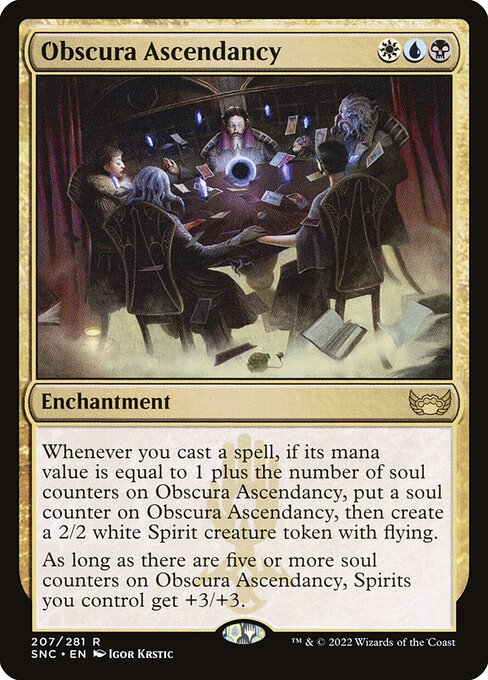 Obscura Ascendancy
Enchantment
Whenever you cast a spell, if its mana
value is equal to 1 plus the number of soul
counters on Obscura Ascendancy, put a soul
counter on Obscura Ascendancy, then create
a 2/2 white Spirit creature token with flying.
As long as there are five or more soul
counters on Obscura Ascendancy, Spirits
you control get +3/+3.
207/281 R
SNC • EN Igor Krstic
™ & © 2022 Wizards of the Coast